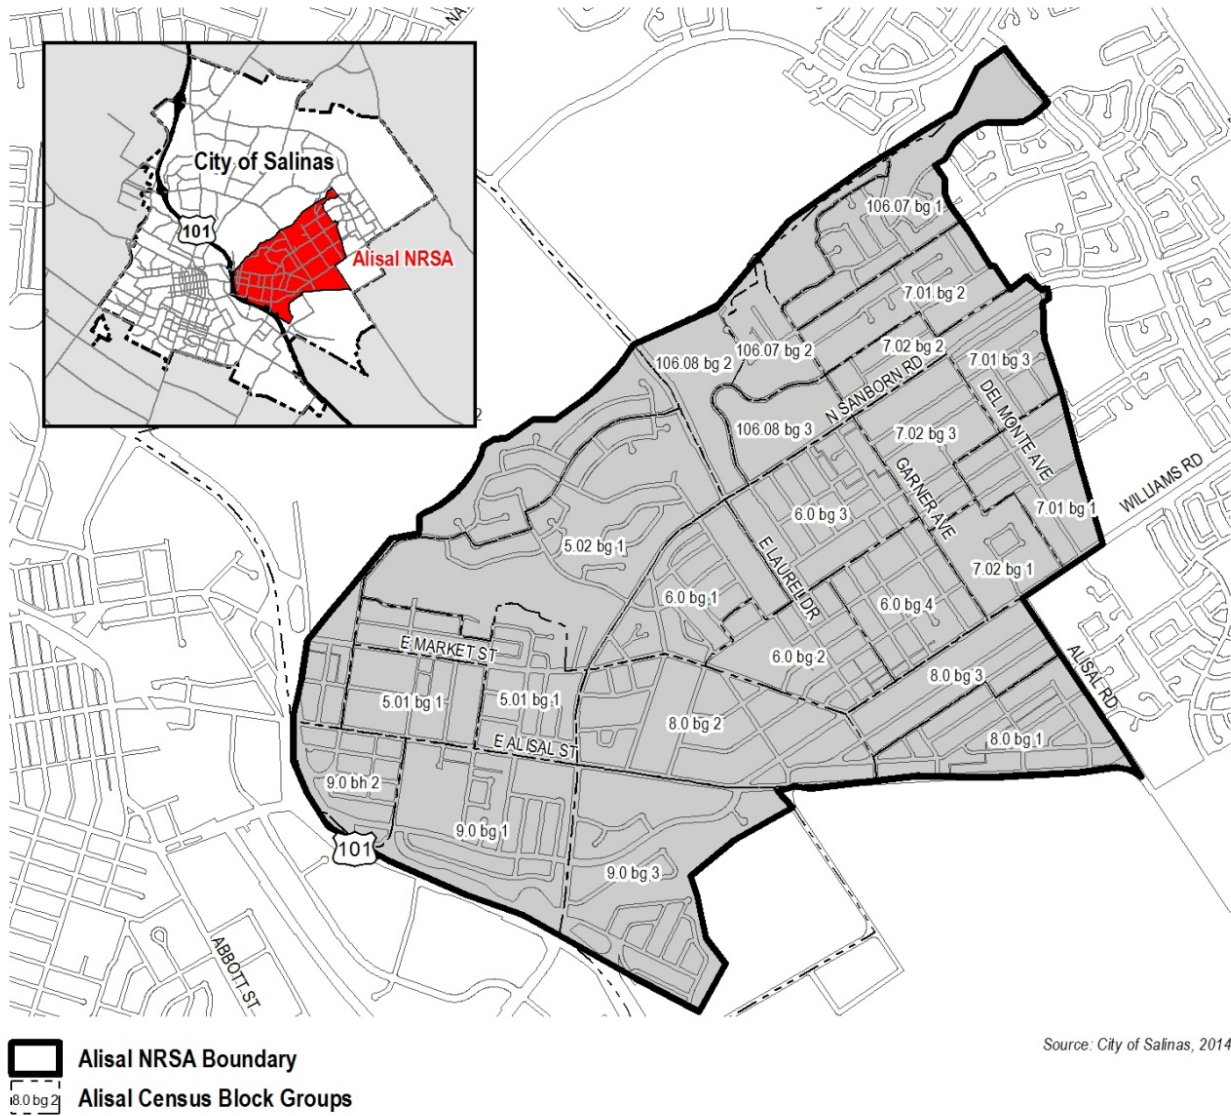 NA
City of Salinas
101
Alisal NRSA
2
106.07 bg 1
7.01 bg 2
106.07 bg 2
7.02 bg 2
7.01 bg 3
106.08 bg 2
N SANBORN RD
DEL MONTE AVE
106.08 bg 3
7.02 bg 3
WILLIAMS RD
GARNER AVE
7.01 bg 1
6.0 bg 3
5.02 bg 1
E LAUREL DR
7.02 bg 1
6.0 bg 1
6.0 bg 4
E MARKET ST
6.0 bg 2
ALISAL RD
8.0 bg 3
5.01 bg 1
5.01 bg 1
8.0 bg 2
8.0 bg 1
E ALISAL ST
9.0 bh 2
9.0 bg 1
101
9.0 bg 3
ABBOTT ST
Source: City of Salinas, 2014
Alisal NRSA Boundary
8.0 bg 2
Alisal Census Block Groups